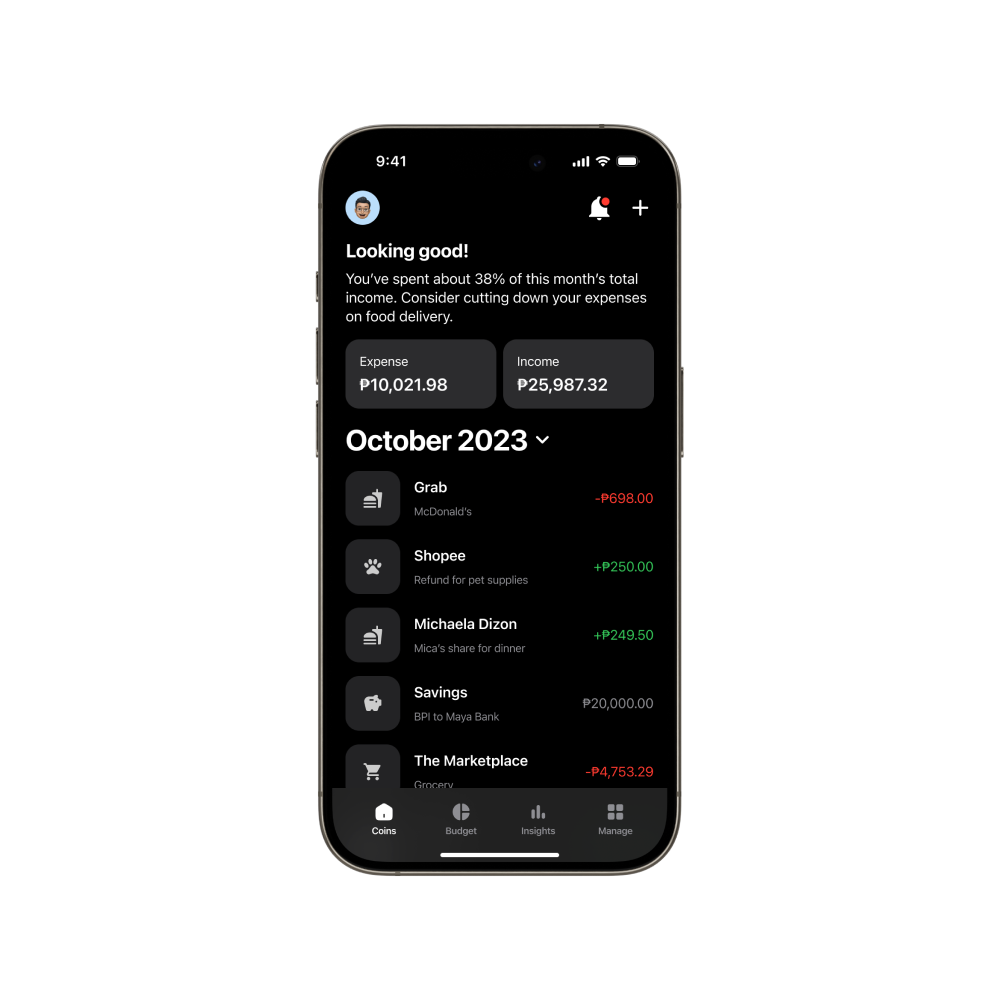 9:41
Looking good!
You've spent about 38% of this month's total
income. Consider cutting down your expenses
on food delivery.
Expense
₱10,021.98
Income
₱25,987.32
October 2023
Grab
McDonald's
-₱698.00
Shopee
Refund for pet supplies
+₱250.00
Michaela Dizon
Mica's share for dinner
+₱249.50
Savings
BPI to Maya Bank
₱20,000.00
The Marketplace
Grocery
-₱4,753.29
Coins
Budget
Insights
Manage